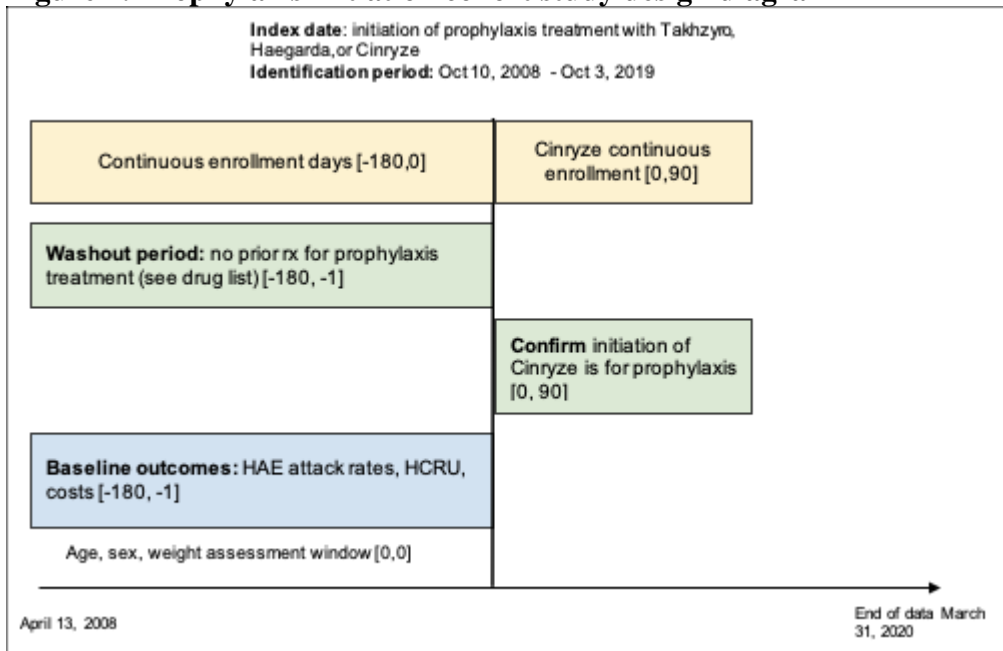 Index date: initiation of prophylaxis treatment with Takhzyro,
Haegarda,or Cinryze
Identification period: Oct 10, 2008 - Oct 3, 2019
Continuous enrollment days [-180,0]
Cinryze continuous
enrollment [0,90]
Washout period: no prior rx for prophylaxis
treatment (see drug list) [-180, -1]
Confirm initiation of
Cinryze is for prophylaxis
[0, 90]
Baseline outcomes: HAE attack rates, HCRU,
costs [-180, -1]
Age, sex, weight assessment window [0,0]
April 13, 2008
End of data March
31, 2020